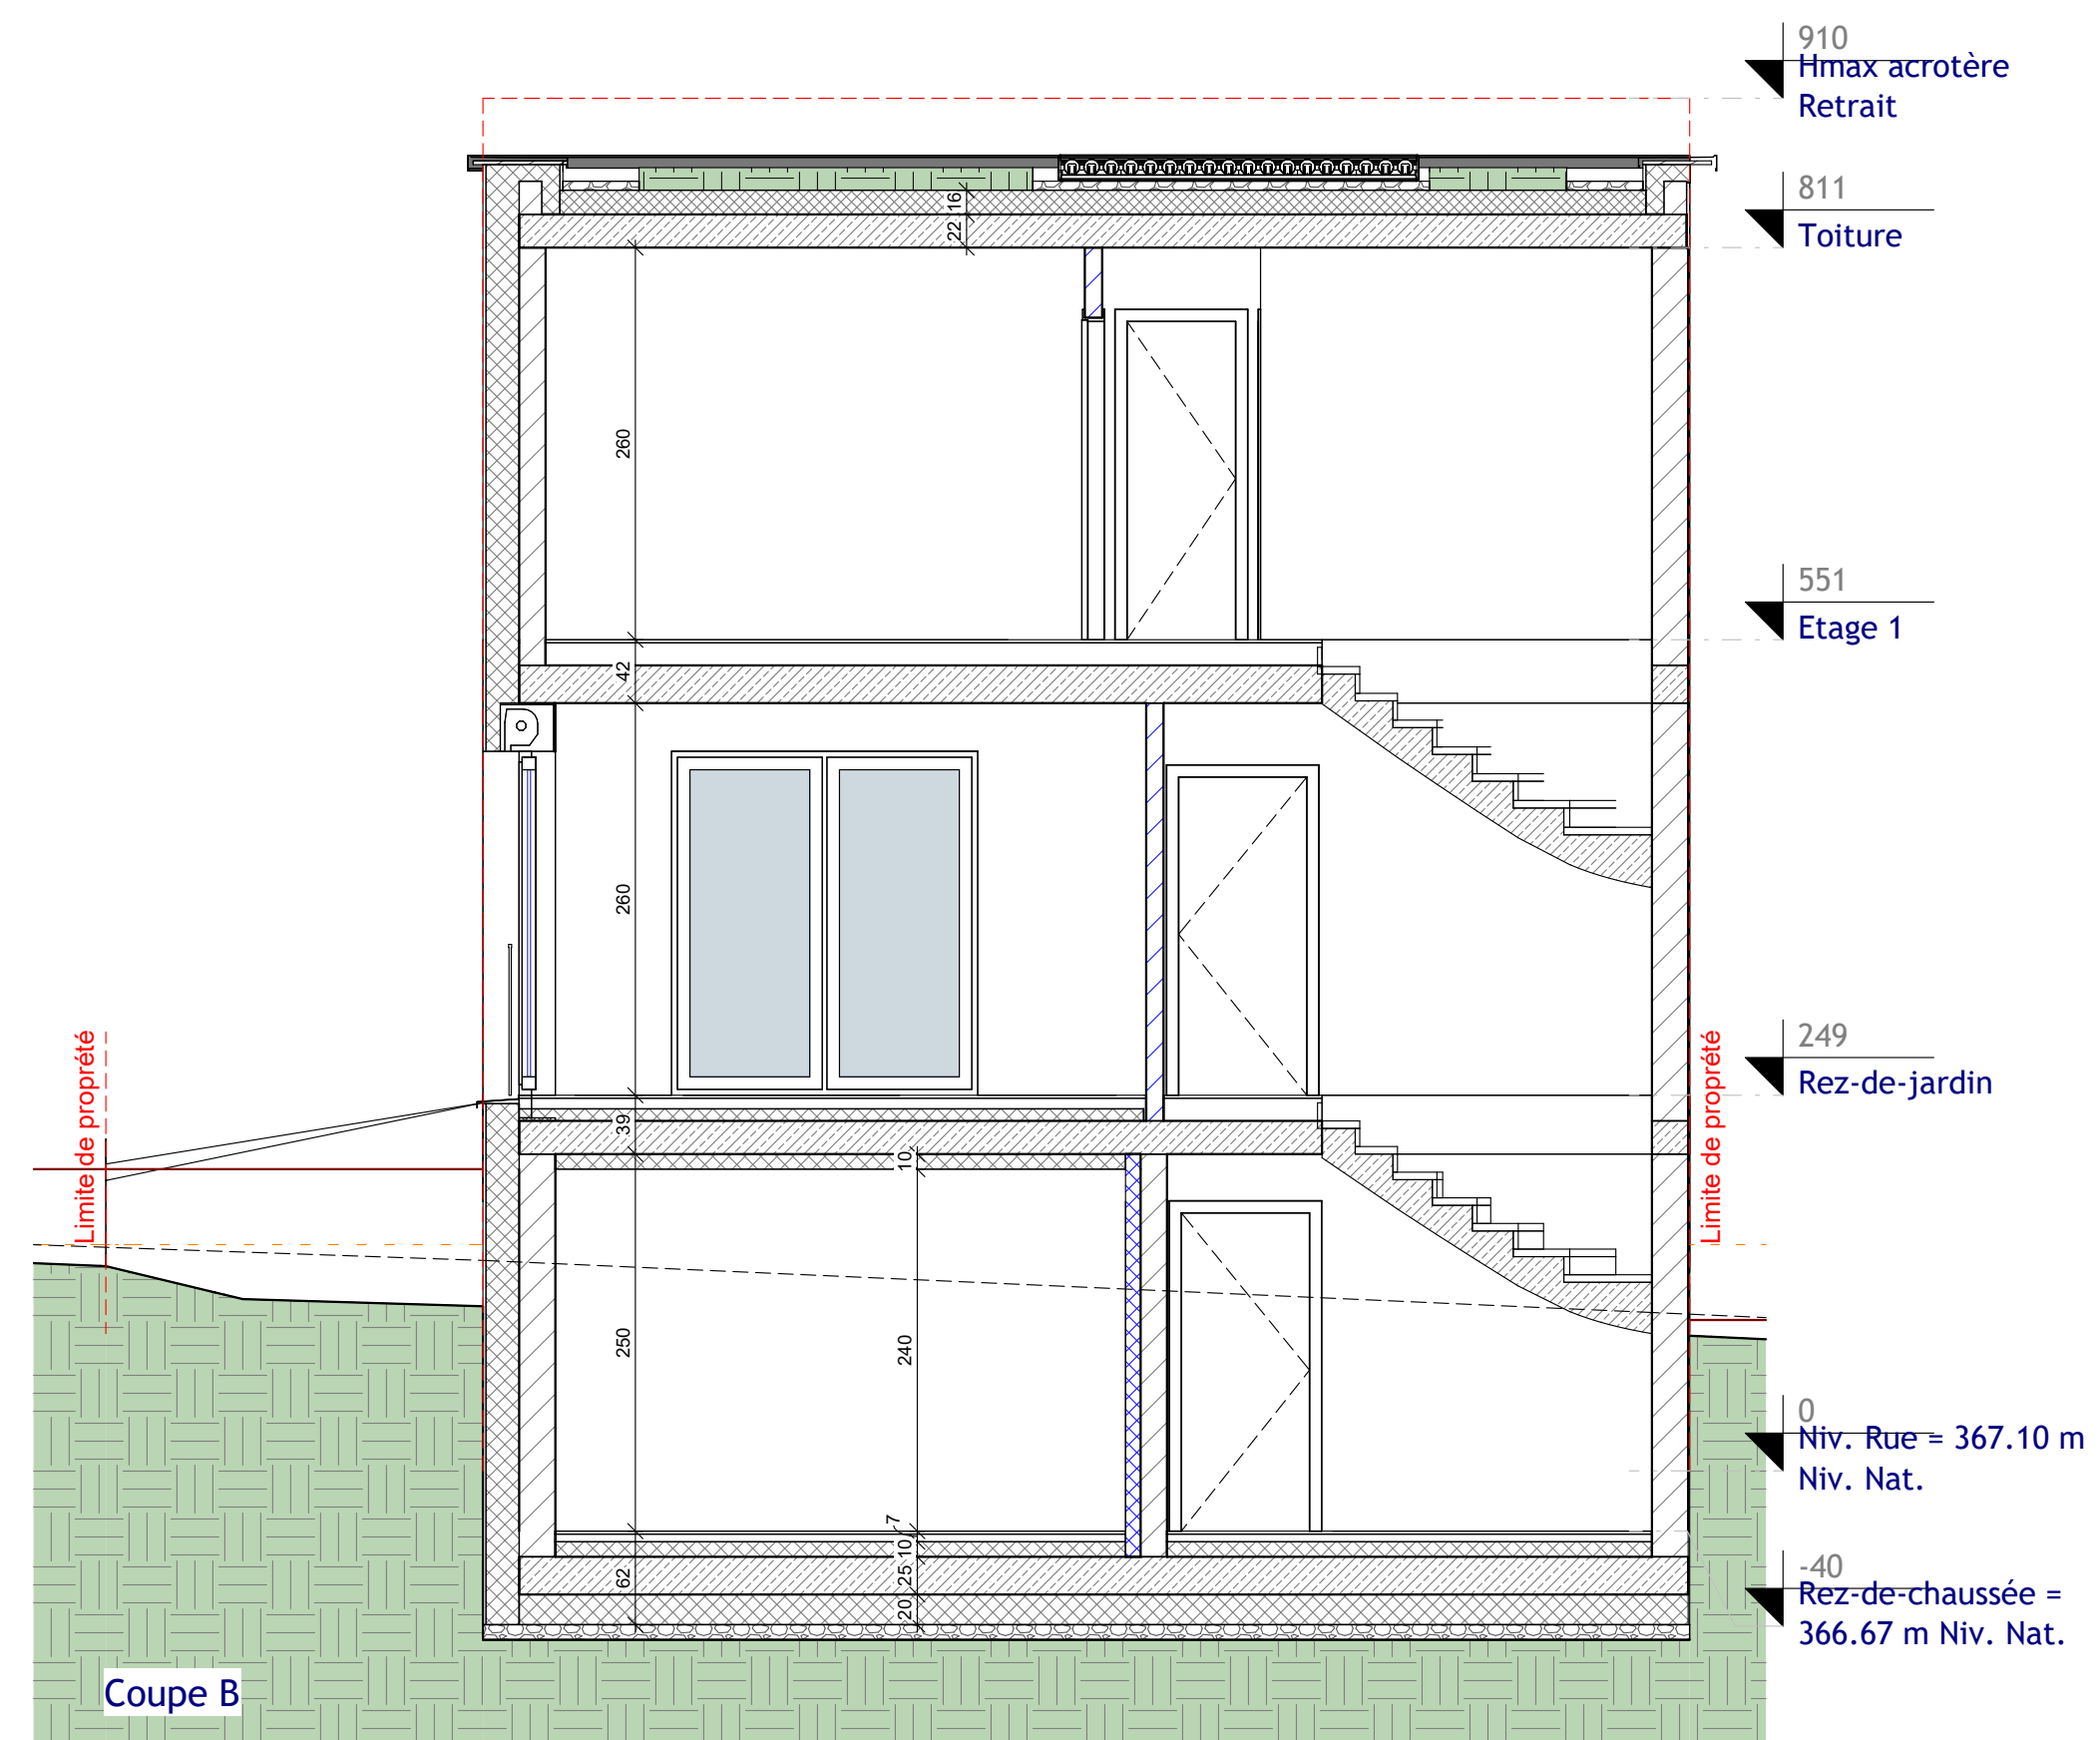 910
Hmax acrotère
Retrait
811
Toiture
16
22
260
551
Etage 1
42
260
249
Rez-de-jardin
Limite de proprété
Limite de proprété
39
10
250
240
0
Niv. Rue = 367.10 m
Niv. Nat.
7
10
25
20
62
-40
Rez-de-chaussée =
366.67 m Niv. Nat.
Coupe B